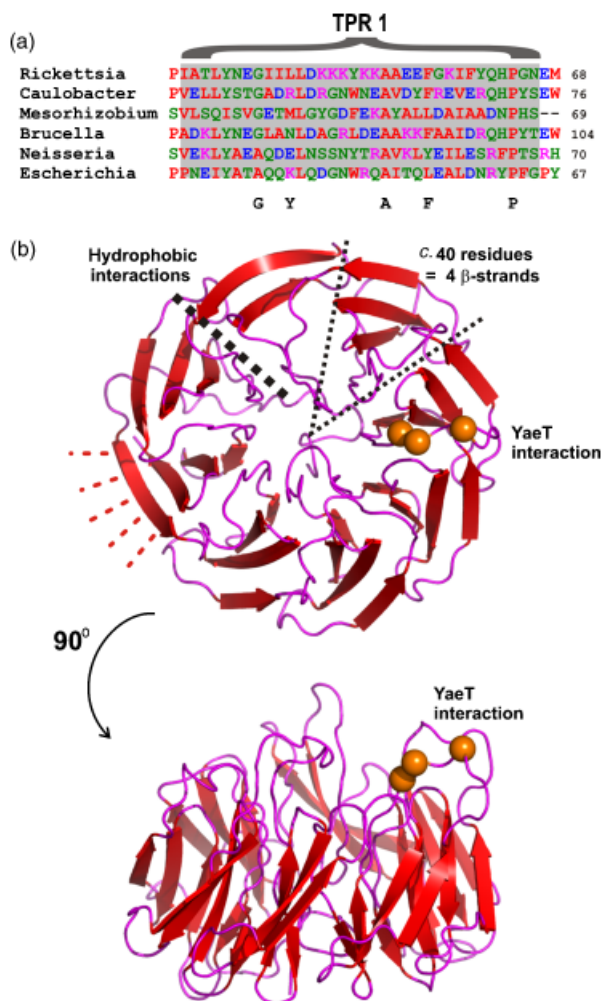 TPR 1
(a)
Rickettsia PIATLYNEGIILLDKKKYKKAAEEFGKIFYQHPGNEM 68
Caulobacter PVELLYSTGADRLDRGNWNEAVDYFREVERQHPYSEW 76
Mesorhizobium SVLSQISVGETMLGYGDFEKAYALLDAIAADNPHS-- 69
Brucella PADKLYNEGLANLDAGRLDEAAKKFAAIDRQHPYTEW 104
Neisseria SVEKLYAEAQDELNSSNYTRAVKLYEILESRFPTSRH 70
Escherichia PPNEIYATAQQKLQDGNWRQAITQLEALDNRYPFGPY 67
G Y A F P
(b)
Hydrophobic
interactions
c. 40 residues
= 4 β-strands
YaeT
interaction
90°
YaeT
interaction